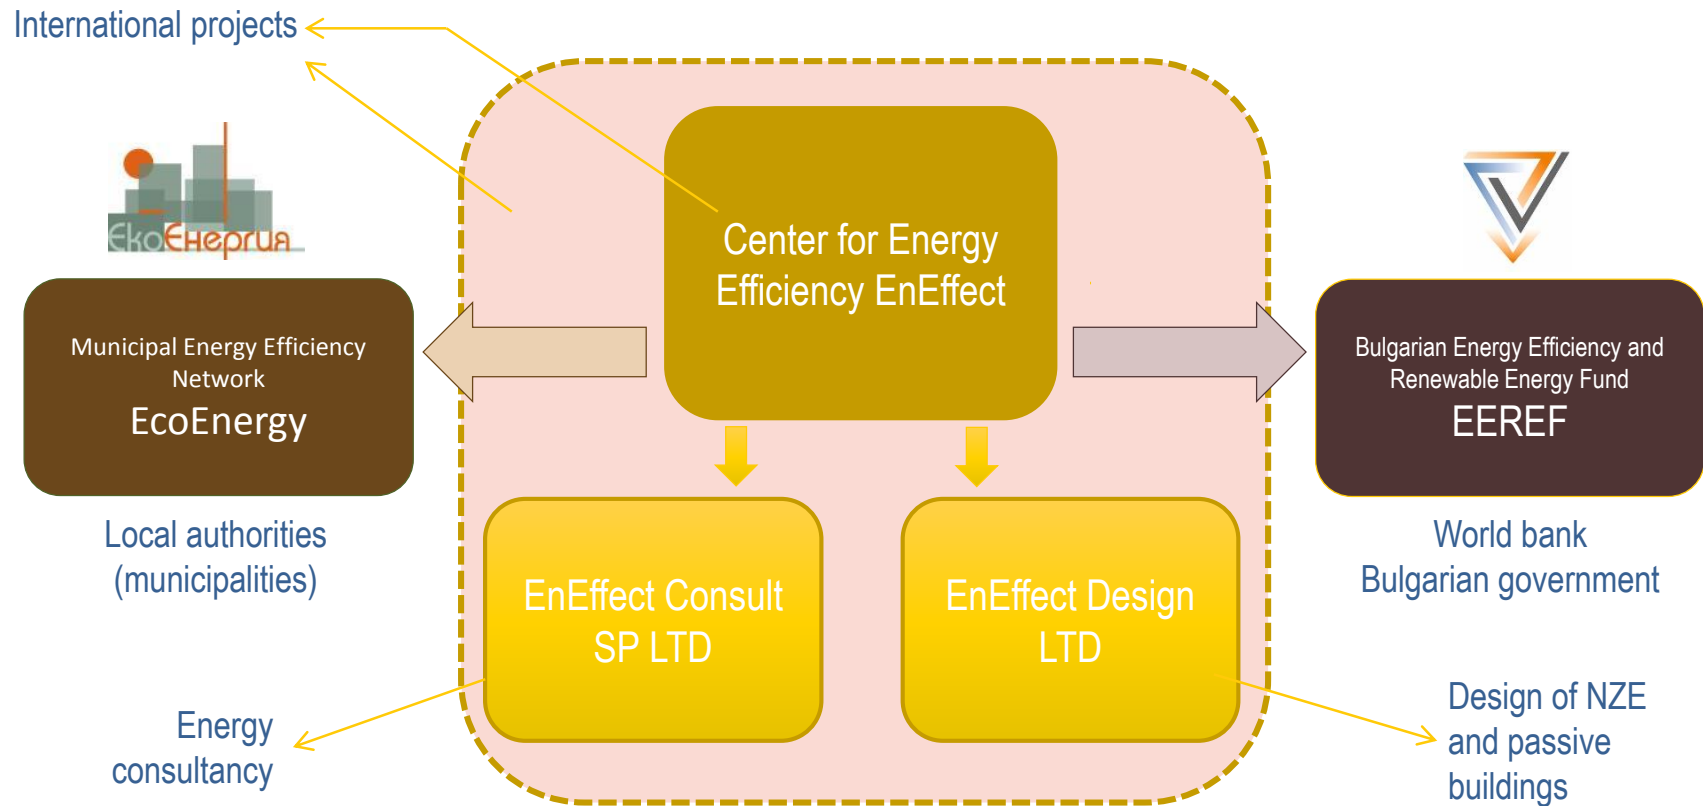 International projects
ЕкоЕнергия
Center for Energy
Efficiency EnEffect
Municipal Energy Efficiency
Network
EcoEnergy
Bulgarian Energy Efficiency and
Renewable Energy Fund
EEREF
Local authorities
(municipalities)
World bank
Bulgarian government
EnEffect Consult
SP LTD
EnEffect Design
LTD
Energy
consultancy
Design of NZE
and passive
buildings